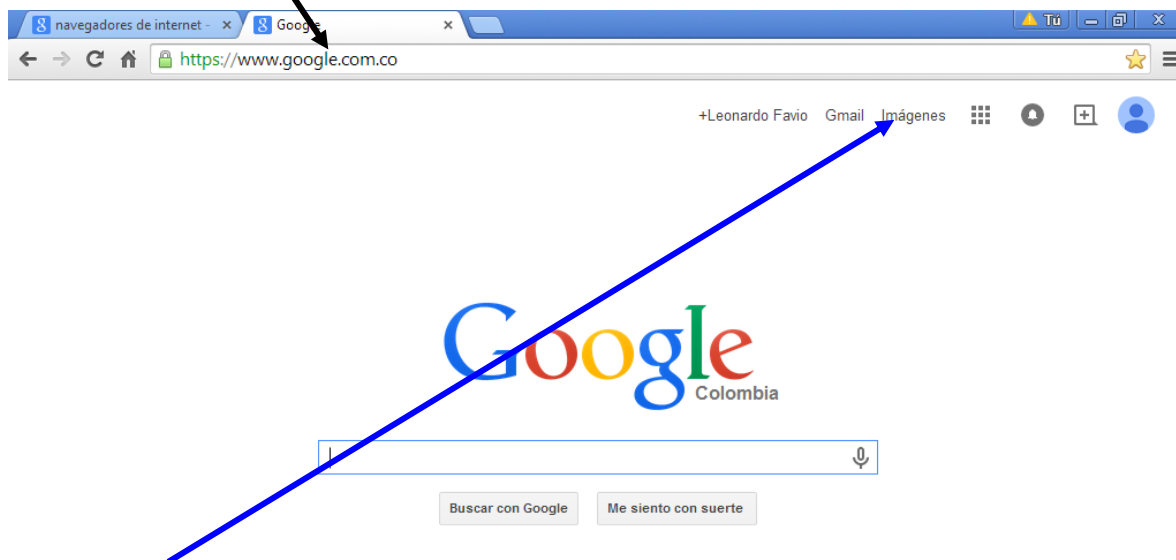 navegadores de internet -
Google
Tú
https://www.google.com.co
+Leonardo Favio Gmail Imágenes
Google
Colombia
Buscar con Google Me siento con suerte